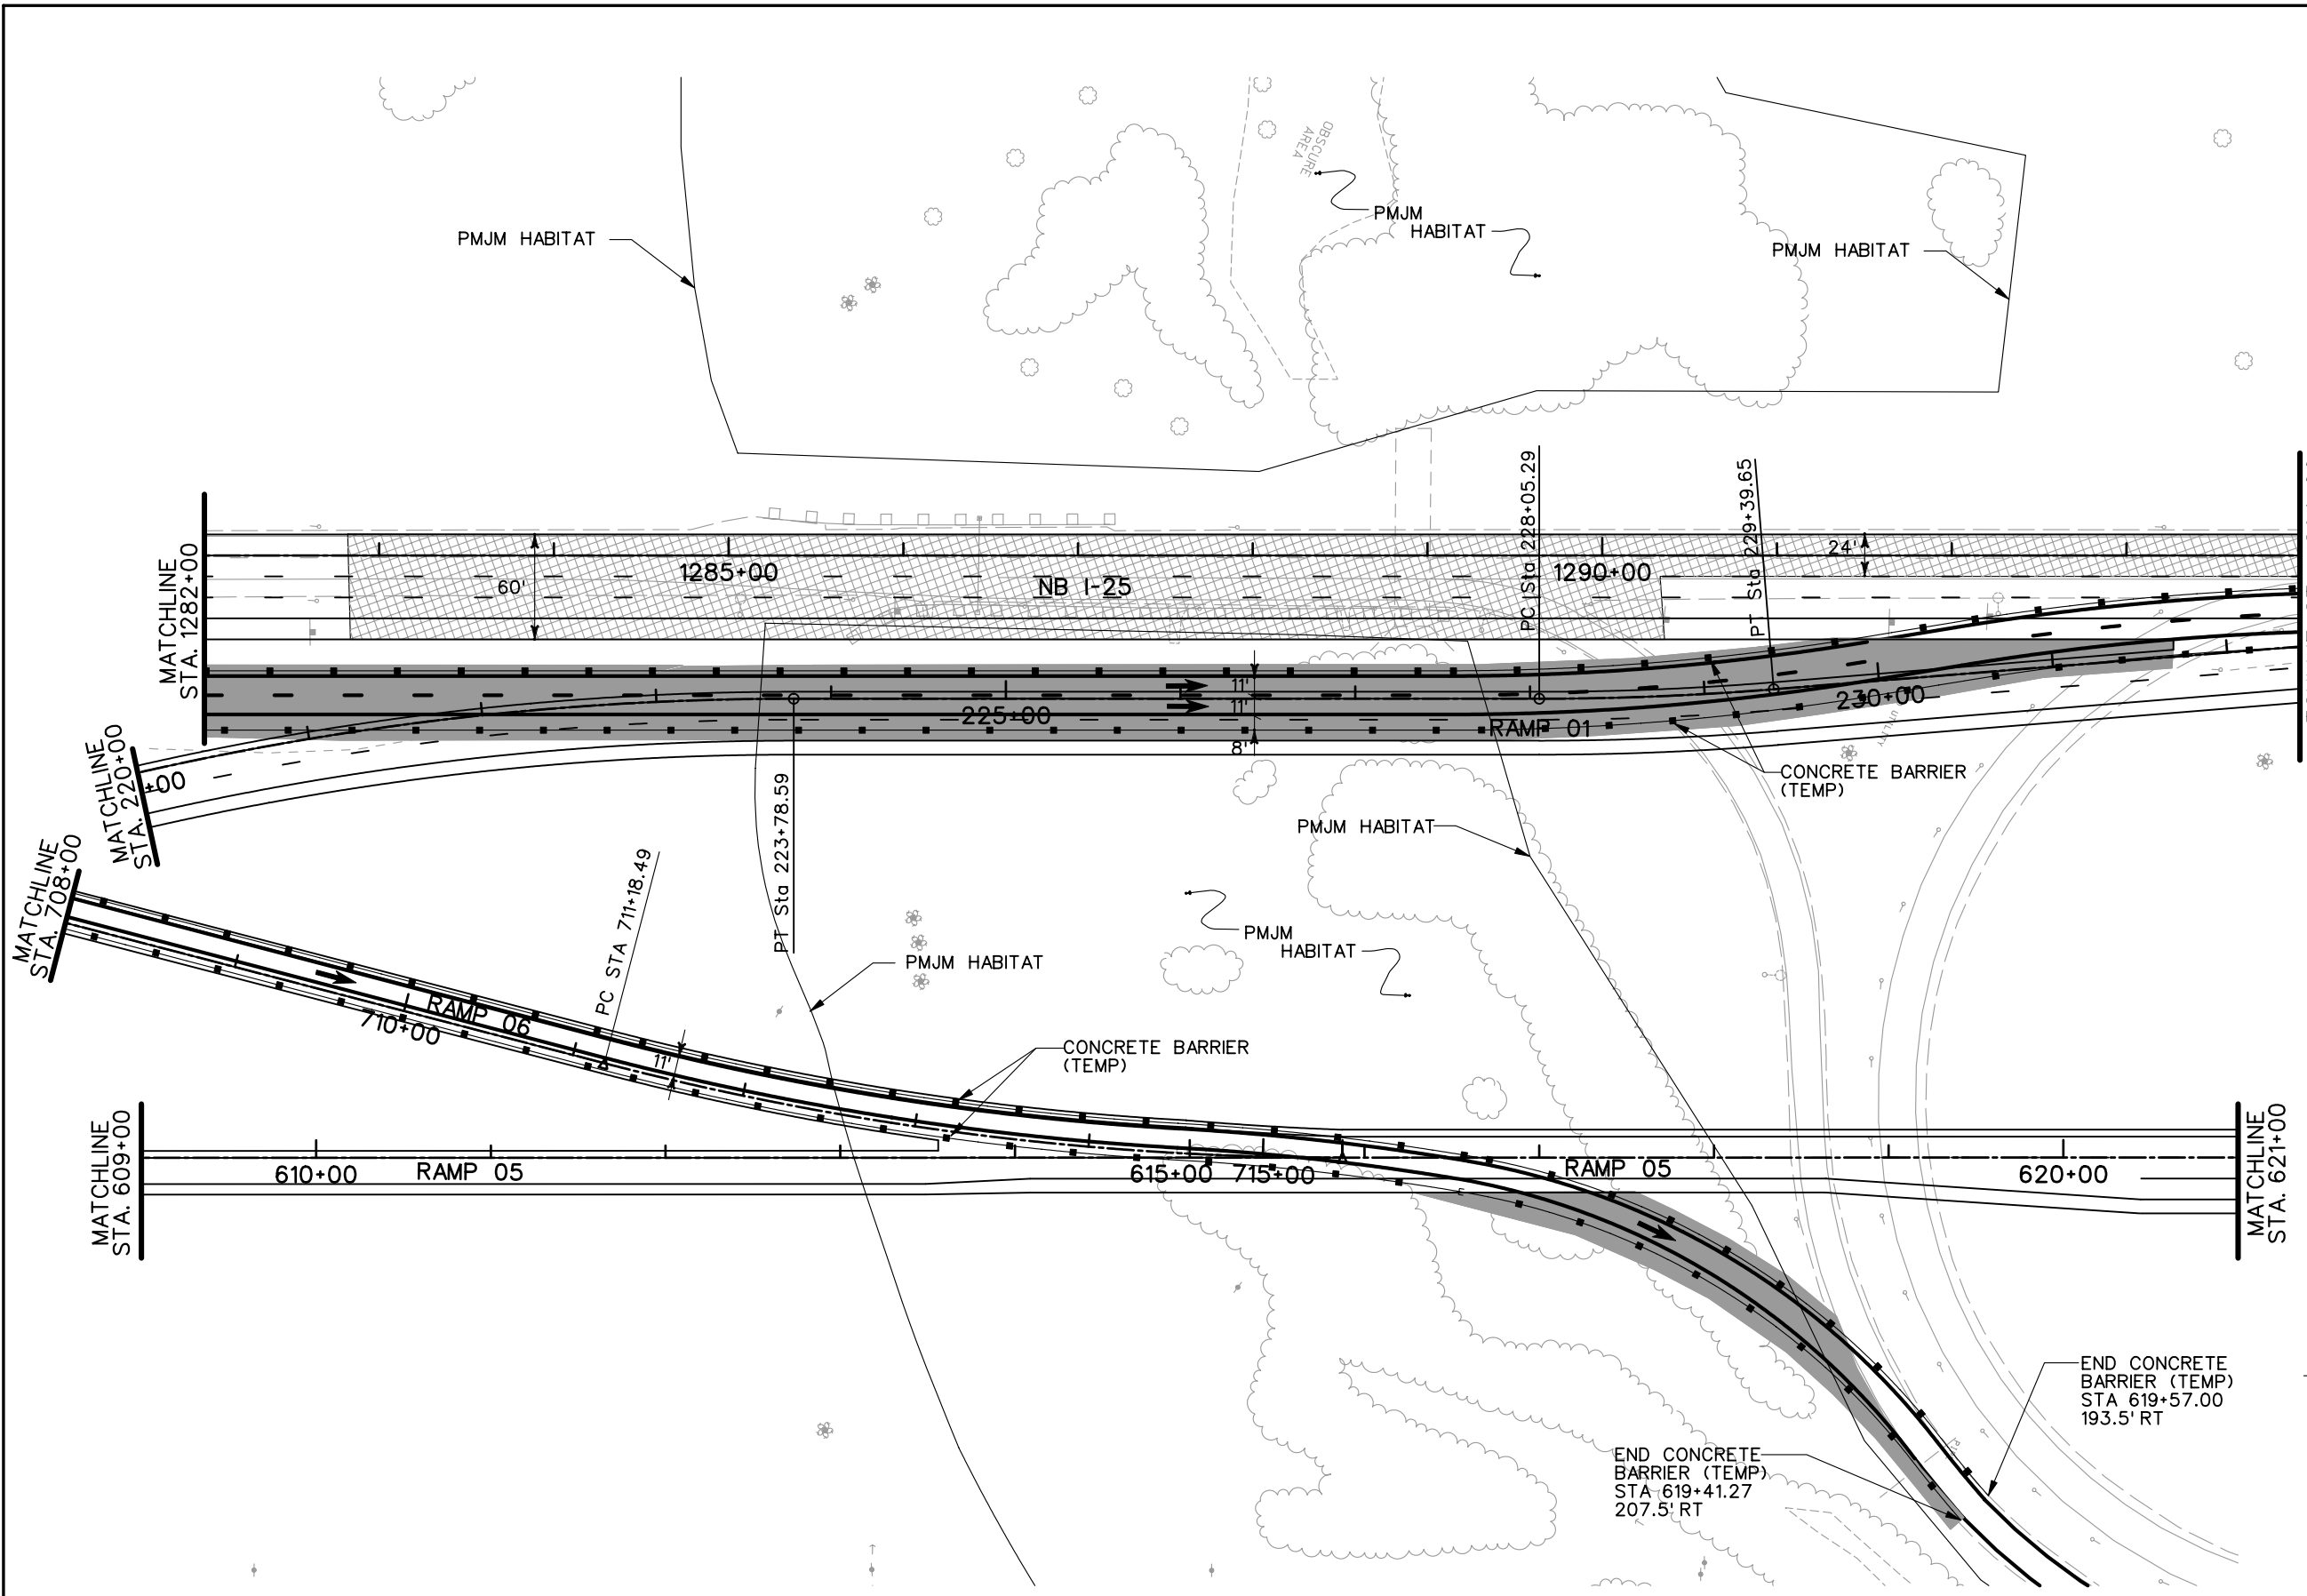 OBSCURE
AREA
PMJM
HABITAT
PMJM HABITAT
PMJM HABITAT
PC Sta 228+05.29
PT Sta 229+39.65
MATCHLINE
STA. 1282+00
60'
1285+00
NB I-25
1290+00
24'
11'
11'
8'
225+00
RAMP 01
230+00
UTILITY
MATCHLINE
STA. 220+00
+00
CONCRETE BARRIER
(TEMP)
PT Sta 223+78.59
PMJM HABITAT
MATCHLINE
STA. 708+00
PC STA 711+18.49
PMJM
HABITAT
PMJM HABITAT
RAMP 06
710+00
11'
CONCRETE BARRIER
(TEMP)
MATCHLINE
STA. 609+00
610+00
RAMP 05
615+00
715+00
RAMP 05
620+00
MATCHLINE
STA. 621+00
E
END CONCRETE
BARRIER (TEMP)
STA 619+57.00
193.5' RT
END CONCRETE
BARRIER (TEMP)
STA 619+41.27
207.5' RT